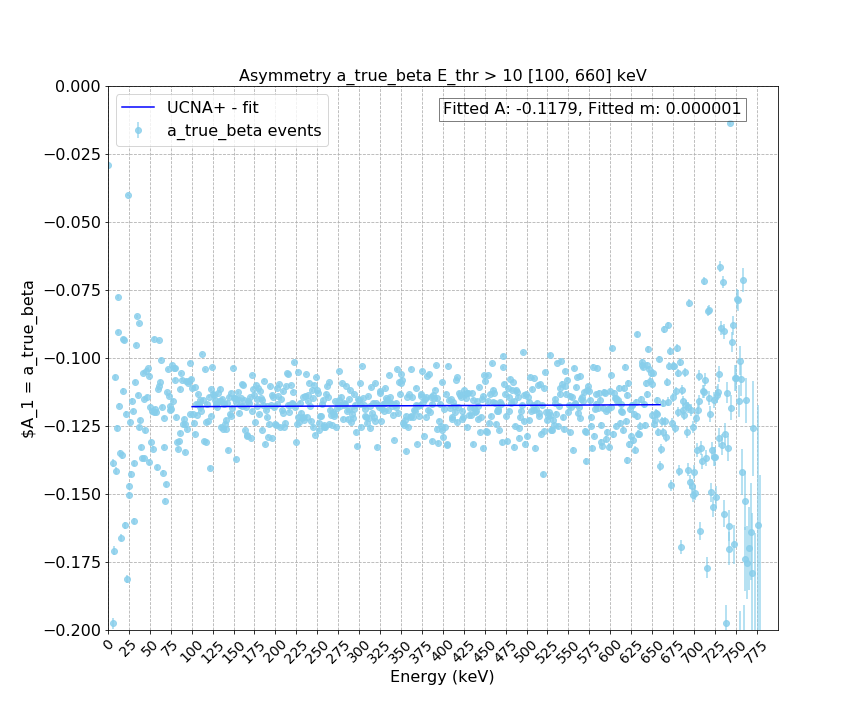 Asymmetry a_true_beta E_thr > 10 [100, 660] keV
UCNA+ - fit
a_true_beta events
Fitted A: -0.1179, Fitted m: 0.000001
$A_1 = a_true_beta
0.000
−0.025
−0.050
−0.075
−0.100
−0.125
−0.150
−0.175
−0.200
0 25 50 75 100 125 150 175 200 225 250 275 300 325 350 375 400 425 450 475 500 525 550 575 600 625 650 675 700 725 750 775
Energy (keV)